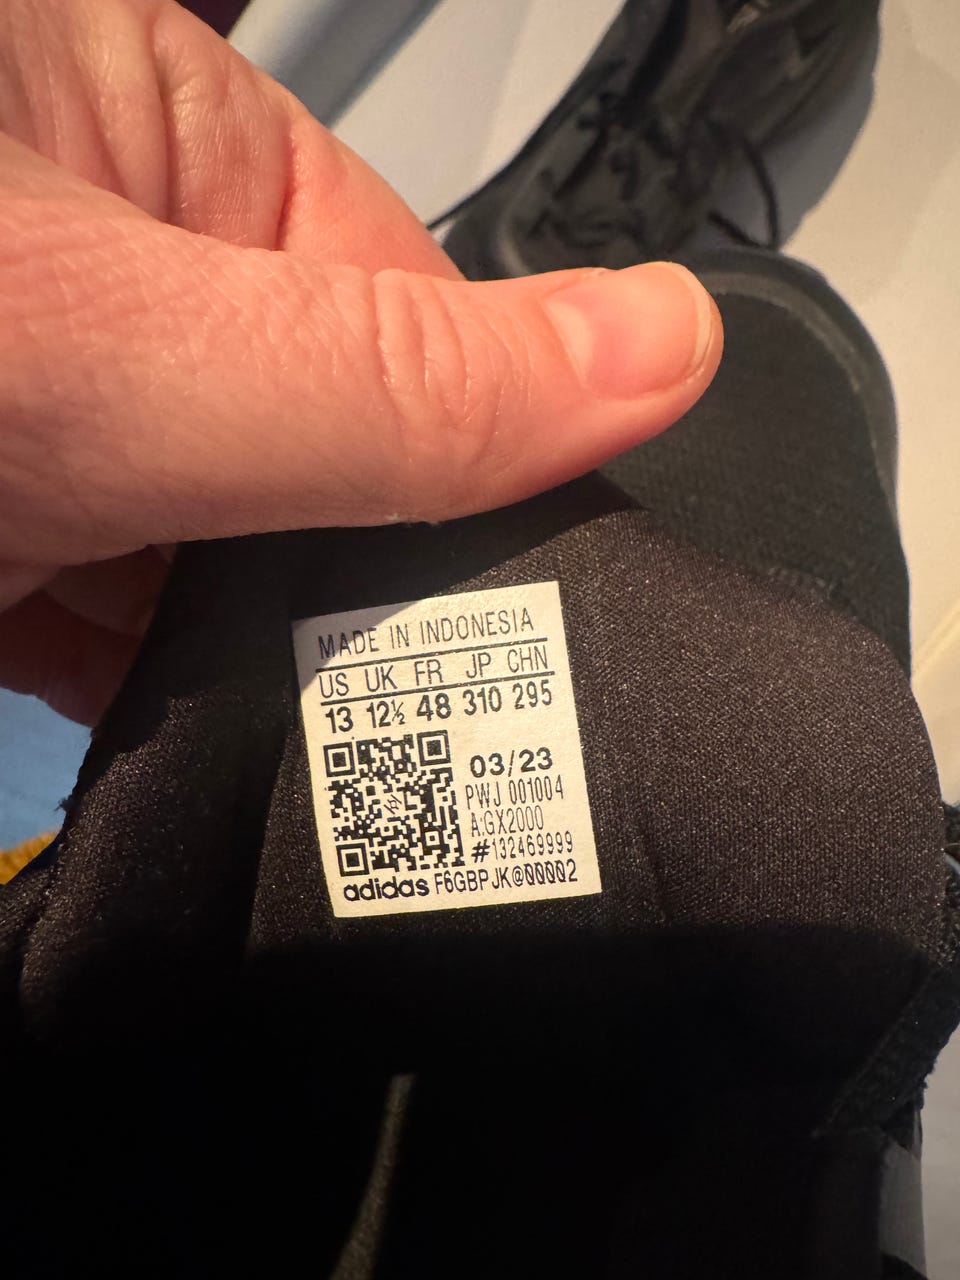 MADE IN INDONESIA
US UK FR JP CHN
13 12½ 48 310 295
03/23
PWJ 001004
A:GX2000
#132469999
adidas F6GBPJK@00002